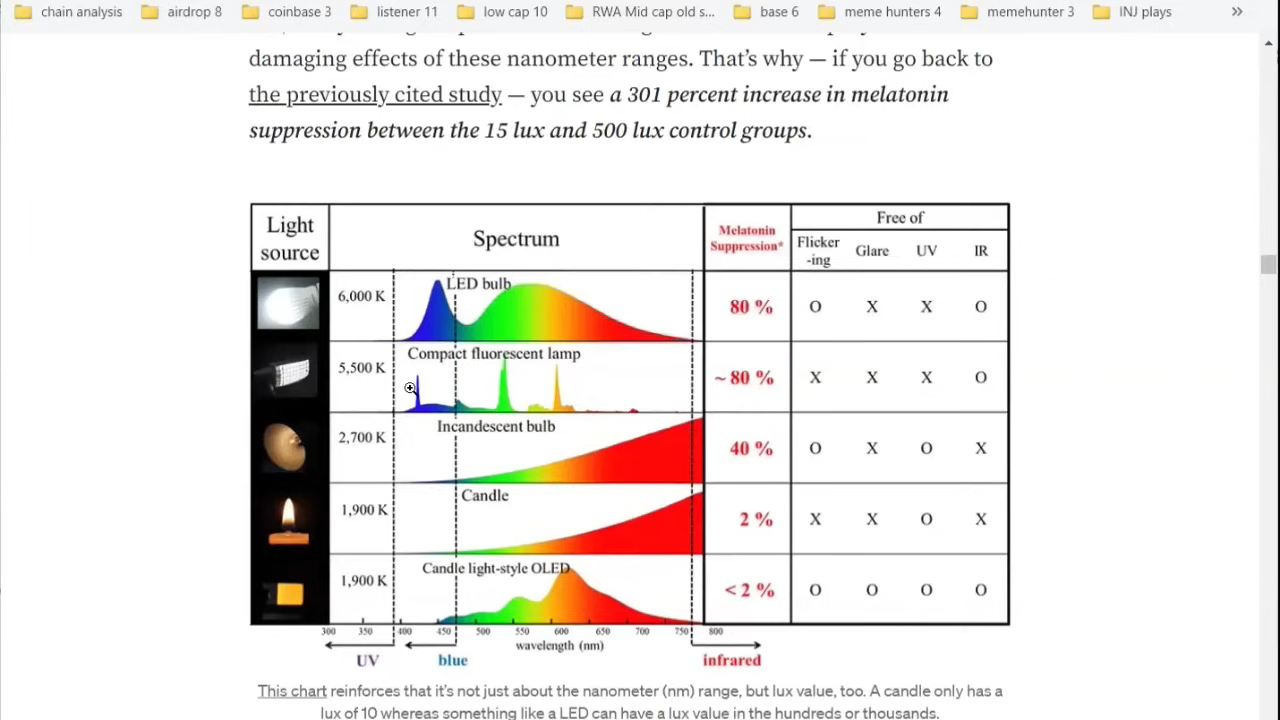 chain analysis airdrop 8 coinbase 3 listener 11 low cap 10 RWA Mid cap old s... base 6 meme hunters 4 memehunter 3 INJ plays »
damaging effects of these nanometer ranges. That’s why — if you go back to
the previously cited study — you see a 301 percent increase in melatonin
suppression between the 15 lux and 500 lux control groups.
Light source Spectrum Melatonin Suppression* Free of
Flicker-ing Glare UV IR
6,000 K LED bulb 80 % O X X O
5,500 K Compact fluorescent lamp ~ 80 % X X X O
2,700 K Incandescent bulb 40 % O X O X
1,900 K Candle 2 % X X O X
1,900 K Candle light-style OLED < 2 % O O O O
300 350 400 450 500 550 600 650 700 750 800
wavelength (nm)
UV blue infrared
This chart reinforces that it’s not just about the nanometer (nm) range, but lux value, too. A candle only has a
lux of 10 whereas something like a LED can have a lux value in the hundreds or thousands.